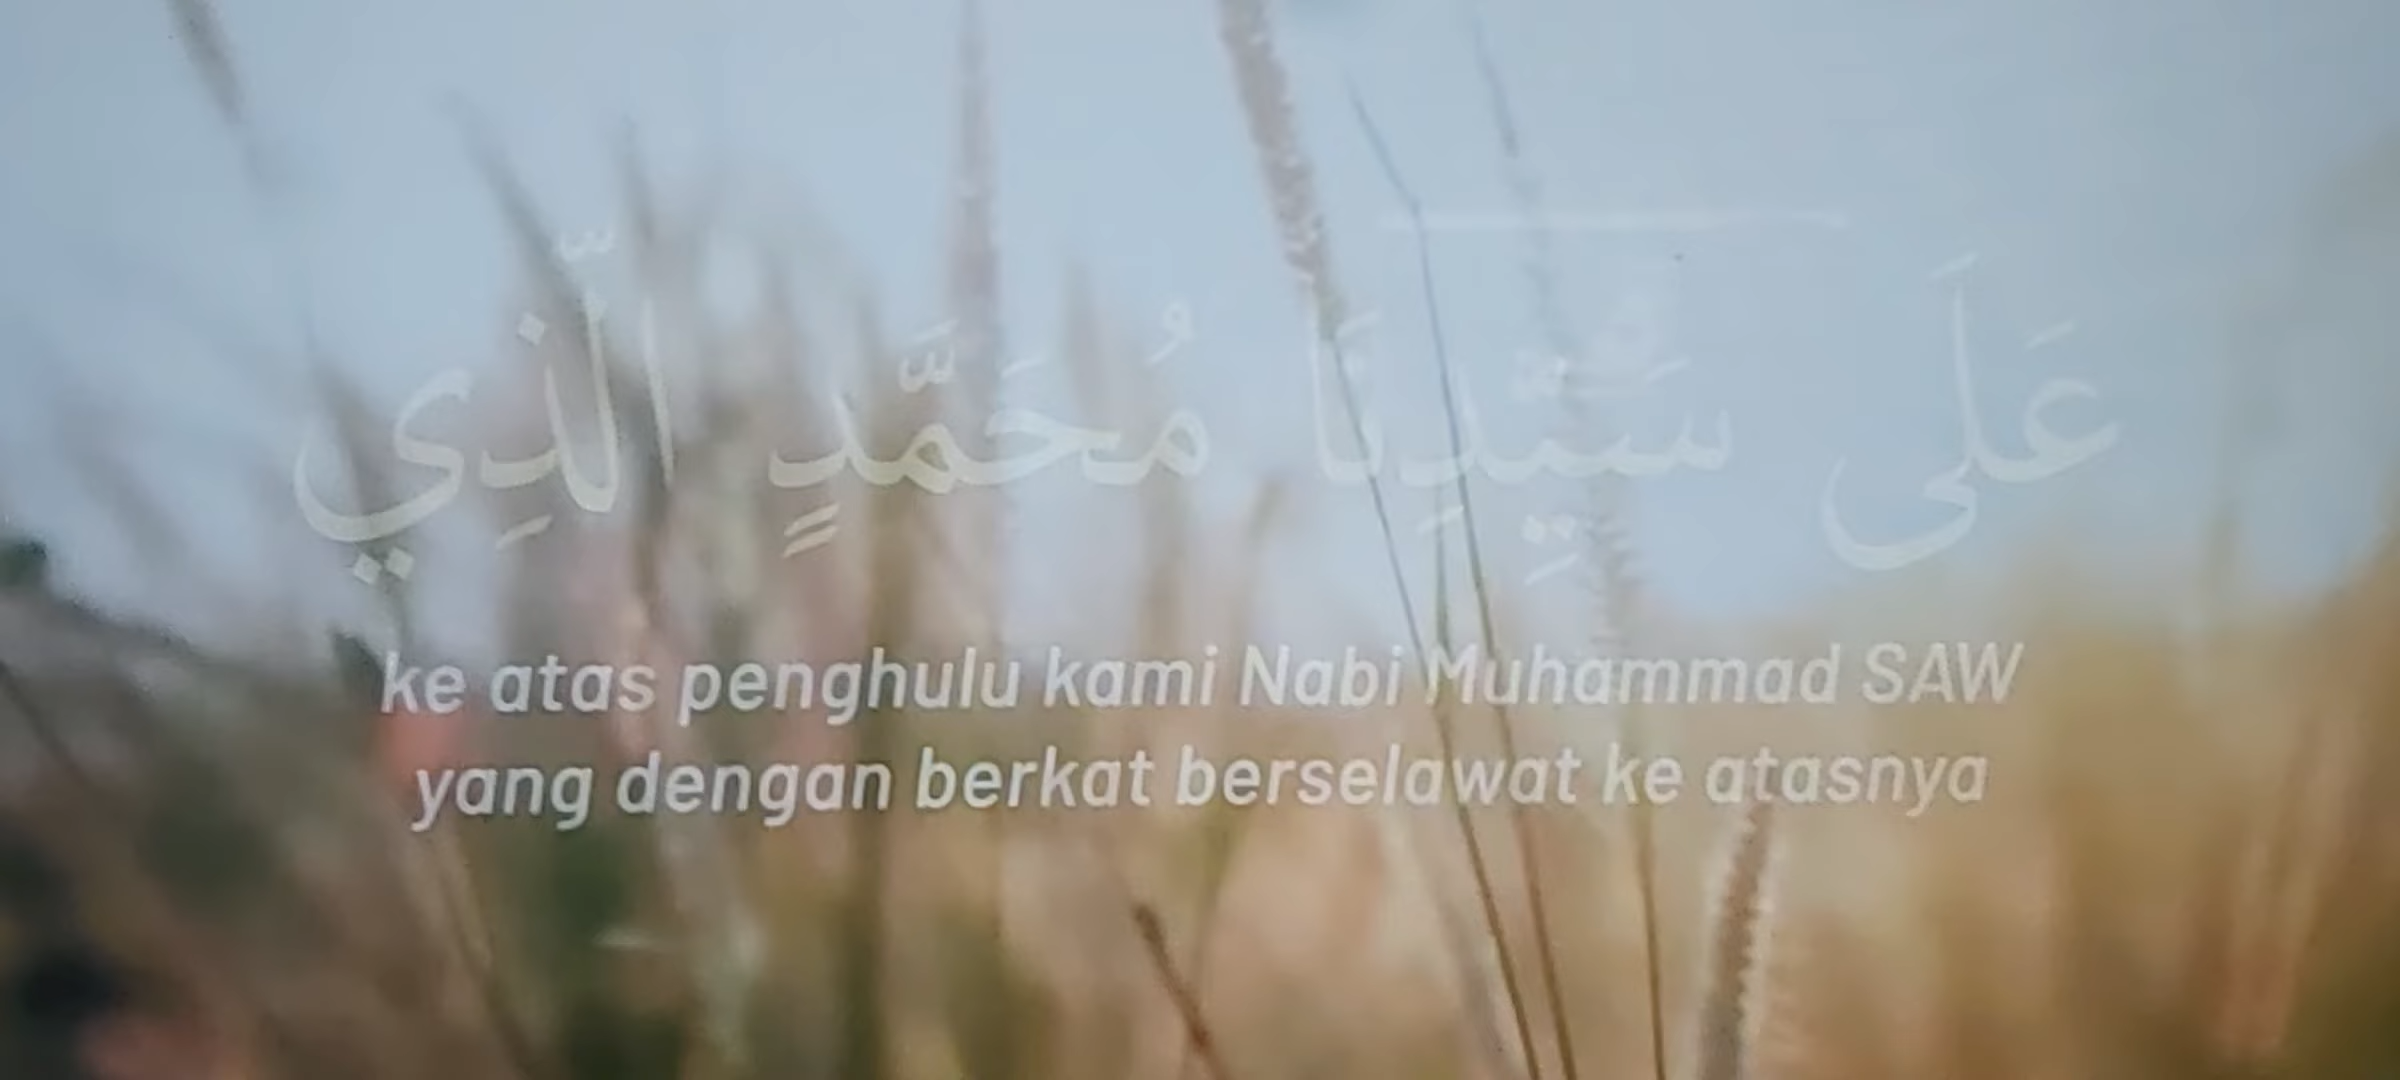 عَلَى سَيِّدِنَا مُحَمَّدٍ الَّذِي
ke atas penghulu kami Nabi Muhammad SAW
yang dengan berkat berselawat ke atasnya